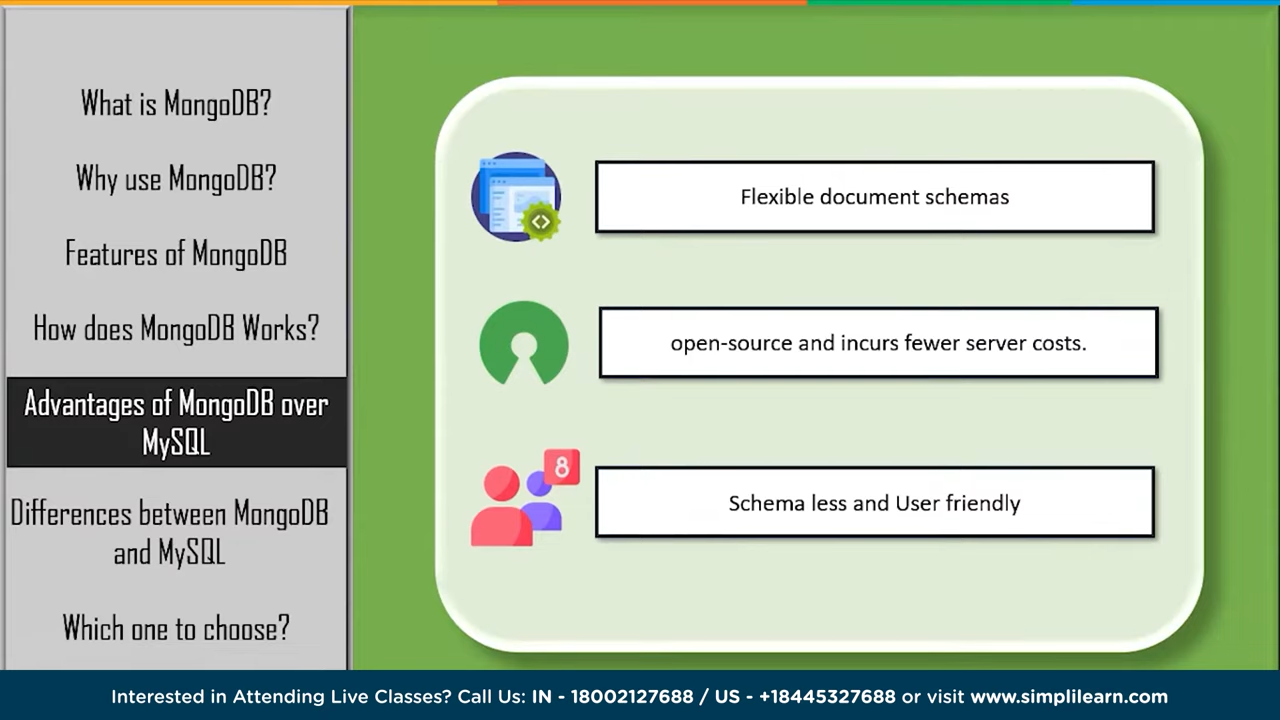 What is MongoDB?
Why use MongoDB?
Features of MongoDB
How does MongoDB Works?
Advantages of MongoDB over
MySQL
Differences between MongoDB
and MySQL
Which one to choose?
Flexible document schemas
open-source and incurs fewer server costs.
8
Schema less and User friendly
Interested in Attending Live Classes? Call Us: IN - 18002127688 / US - +18445327688 or visit www.simplilearn.com